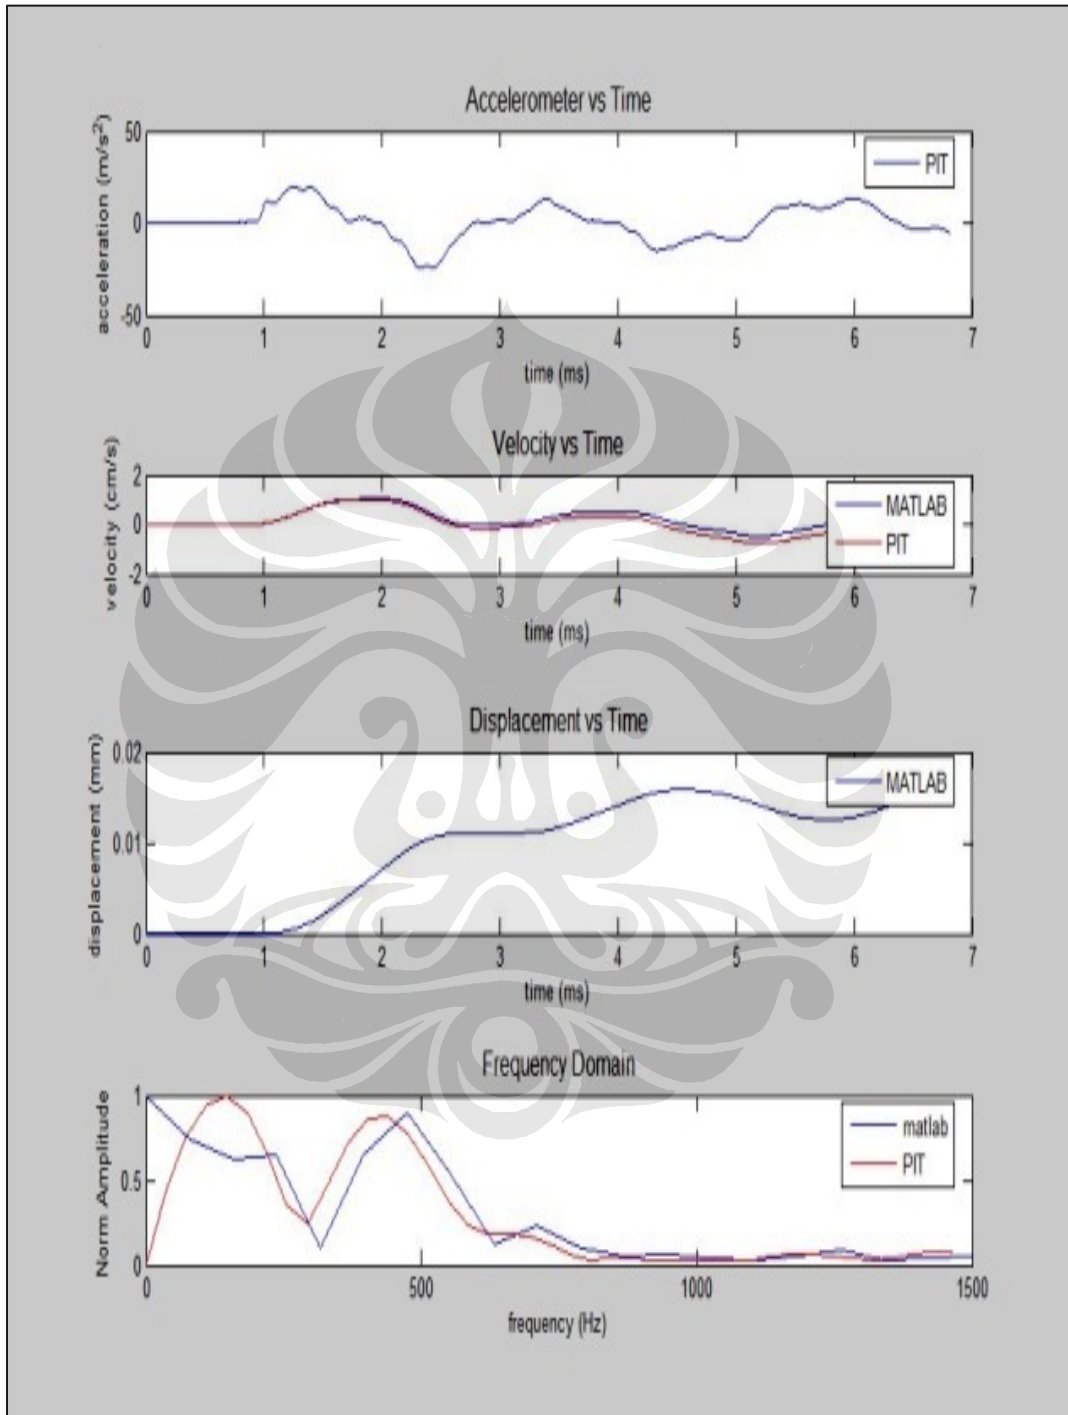 Accelerometer vs Time
acceleration (m/s²)
50
0
-50
PIT
0 1 2 3 4 5 6 7
time (ms)
Velocity vs Time
velocity (cm/s)
2
0
-2
MATLAB
PIT
0 1 2 3 4 5 6 7
time (ms)
Displacement vs Time
displacement (mm)
0.02
0.01
0
MATLAB
0 1 2 3 4 5 6 7
time (ms)
Frequency Domain
Norm Amplitude
1
0.5
0
matlab
PIT
0 500 1000 1500
frequency (Hz)